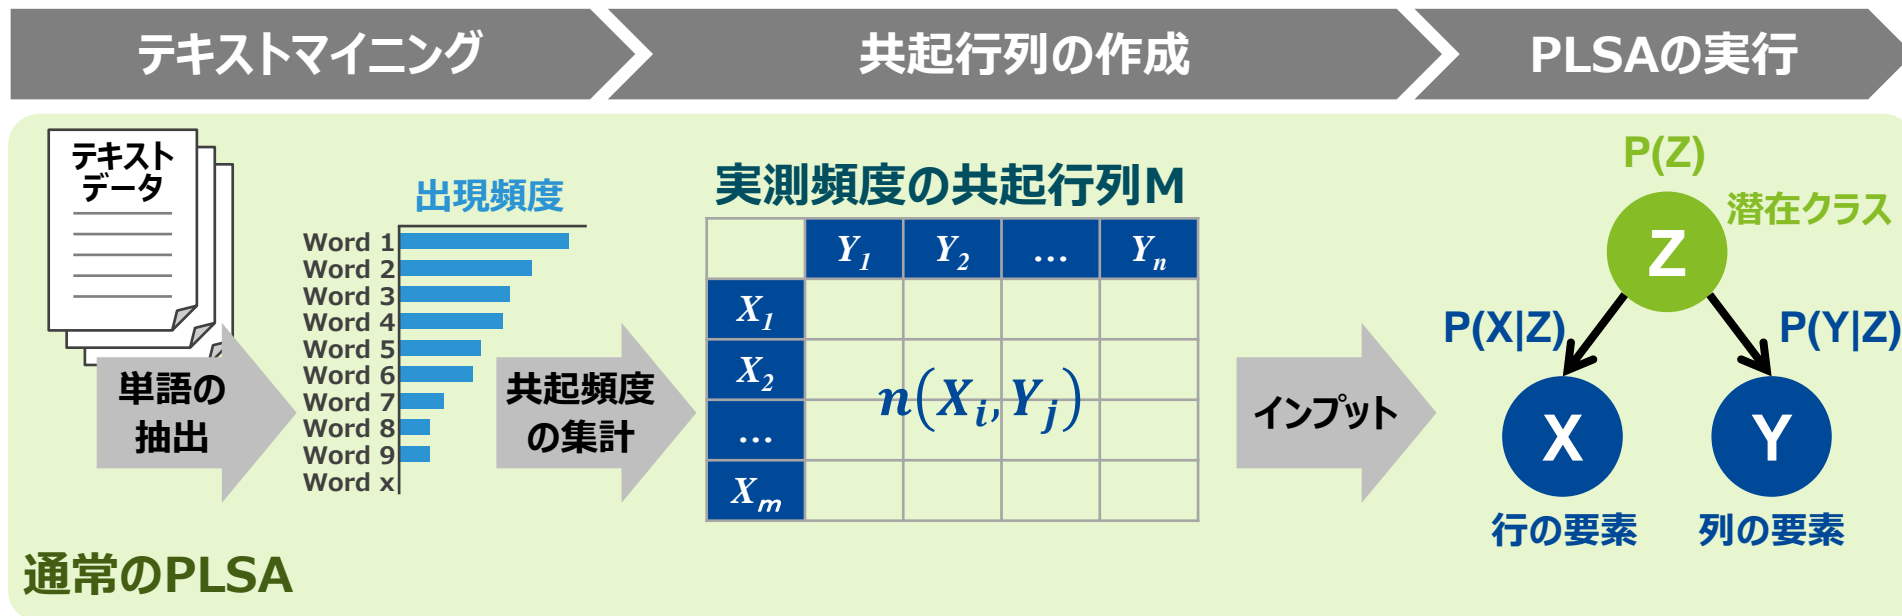 テキストマイニング
共起行列の作成
PLSAの実行
テキスト
データ
単語の
抽出
出現頻度
Word 1
Word 2
Word 3
Word 4
Word 5
Word 6
Word 7
Word 8
Word 9
Word x
共起頻度
の集計
実測頻度の共起行列M
Y1 Y2 … Yn
X1
X2
…
Xm
n(Xi, Yj)
インプット
P(Z)
潜在クラス
Z
P(X|Z) P(Y|Z)
X Y
行の要素 列の要素
通常のPLSA